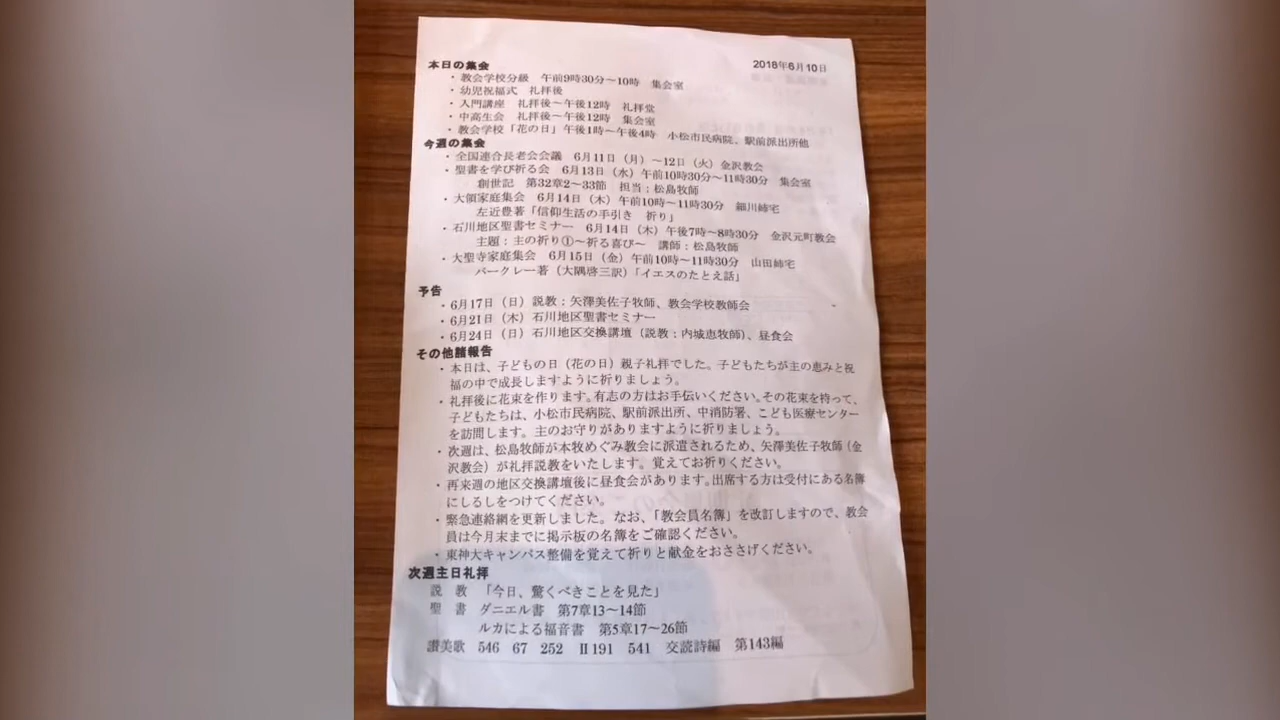 2018年6月10日
本日の集会
・教会学校分級 午前9時30分〜10時 集会室
・幼児祝福式 礼拝後
・入門講座 礼拝後〜午後12時 礼拝堂
・中高生会 礼拝後〜午後12時 集会室
・教会学校「花の日」午後1時〜午後4時 小松市民病院、駅前派出所他
今週の集会
・全国連合長老会会議 6月11日（月）〜12日（火）金沢教会
・聖書を学び祈る会 6月13日（水）午前10時30分〜11時30分 集会室
創世記 第32章2〜33節 担当：松島牧師
・大領家庭集会 6月14日（木）午前10時〜11時30分 細川姉宅
左近豊著「信仰生活の手引き 祈り」
・石川地区聖書セミナー 6月14日（木）午後7時〜8時30分 金沢元町教会
主題：主の祈り①〜祈る喜び〜 講師：松島牧師
・大聖寺家庭集会 6月15日（金）午前10時〜11時30分 山田姉宅
バークレー著（大隅啓三訳）「イエスのたとえ話」
予告
・6月17日（日）説教：矢澤美佐子牧師、教会学校教師会
・6月21日（木）石川地区聖書セミナー
・6月24日（日）石川地区交換講壇（説教：内城恵牧師）、昼食会
その他諸報告
・本日は、子どもの日（花の日）親子礼拝でした。子どもたちが主の恵みと祝
福の中で成長しますように祈りましょう。
・礼拝後に花束を作ります。有志の方はお手伝いください。その花束を持って、
子どもたちは、小松市民病院、駅前派出所、中消防署、こども医療センター
を訪問します。主のお守りがありますように祈りましょう。
・次週は、松島牧師が本牧めぐみ教会に派遣されるため、矢澤美佐子牧師（金
沢教会）が礼拝説教をいたします。覚えてお祈りください。
・再来週の地区交換講壇後に昼食会があります。出席する方は受付にある名簿
にしるしをつけてください。
・緊急連絡網を更新しました。なお、「教会員名簿」を改訂しますので、教会
員は今月末までに掲示板の名簿をご確認ください。
・東神大キャンパス整備を覚えて祈りと献金をおささげください。
次週主日礼拝
説 教 「今日、驚くべきことを見た」
聖 書 ダニエル書 第7章13〜14節
ルカによる福音書 第5章17〜26節
讃美歌 546 67 252 Ⅱ191 541 交読詩編 第143編